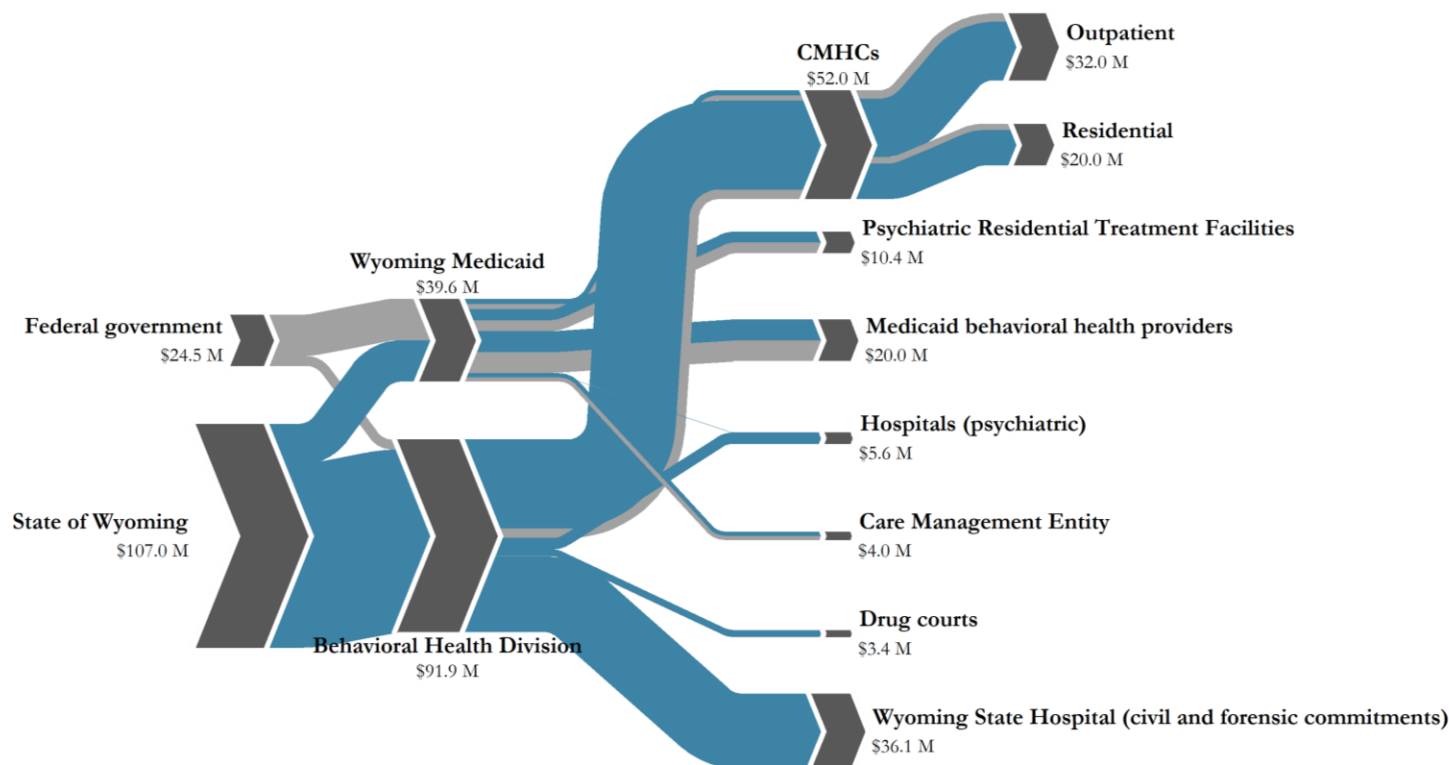 Outpatient
$32.0 M
CMHCs
$52.0 M
Residential
$20.0 M
Psychiatric Residential Treatment Facilities
$10.4 M
Wyoming Medicaid
$39.6 M
Federal government
$24.5 M
Medicaid behavioral health providers
$20.0 M
Hospitals (psychiatric)
$5.6 M
State of Wyoming
$107.0 M
Care Management Entity
$4.0 M
Drug courts
$3.4 M
Behavioral Health Division
$91.9 M
Wyoming State Hospital (civil and forensic commitments)
$36.1 M